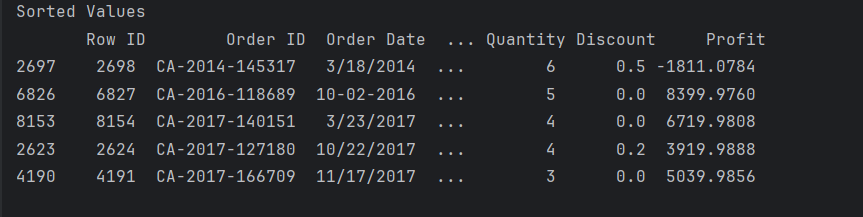 Sorted Values
Row ID Order ID Order Date ... Quantity Discount Profit
2697 2698 CA-2014-145317 3/18/2014 ... 6 0.5 -1811.0784
6826 6827 CA-2016-118689 10-02-2016 ... 5 0.0 8399.9760
8153 8154 CA-2017-140151 3/23/2017 ... 4 0.0 6719.9808
2623 2624 CA-2017-127180 10/22/2017 ... 4 0.2 3919.9888
4190 4191 CA-2017-166709 11/17/2017 ... 3 0.0 5039.9856